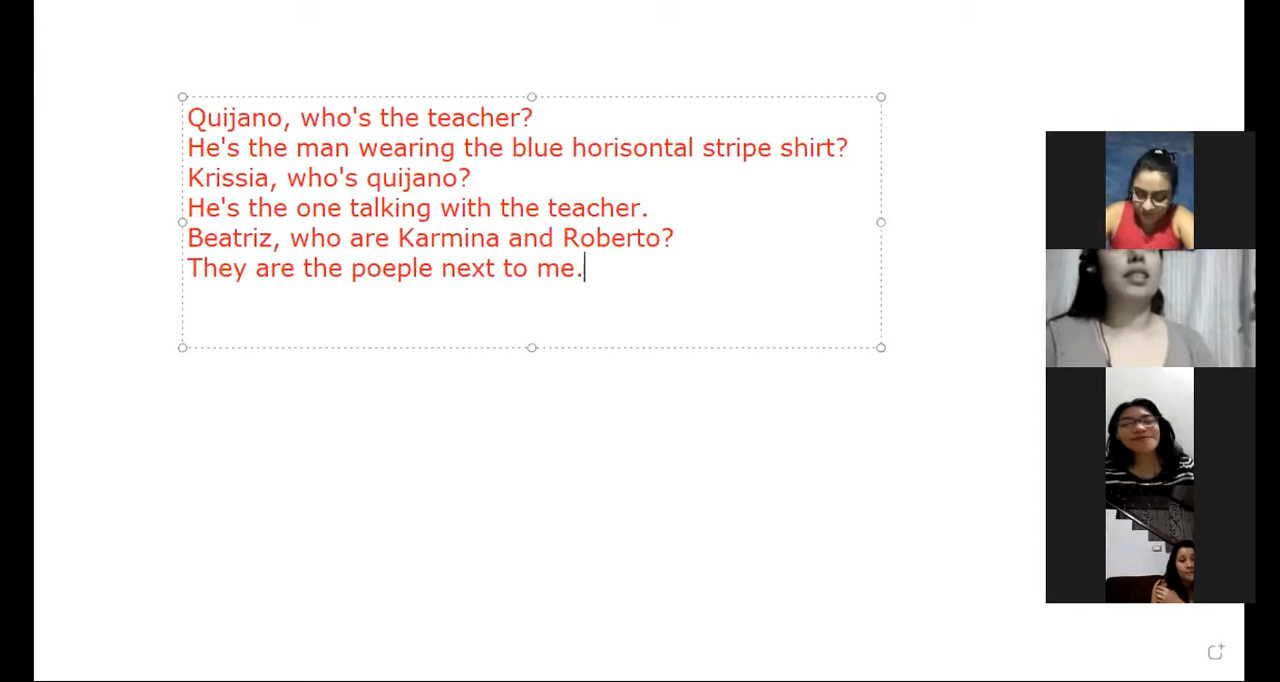 Quijano, who's the teacher?
He's the man wearing the blue horisontal stripe shirt?
Krissia, who's quijano?
He's the one talking with the teacher.
Beatriz, who are Karmina and Roberto?
They are the poeple next to me.